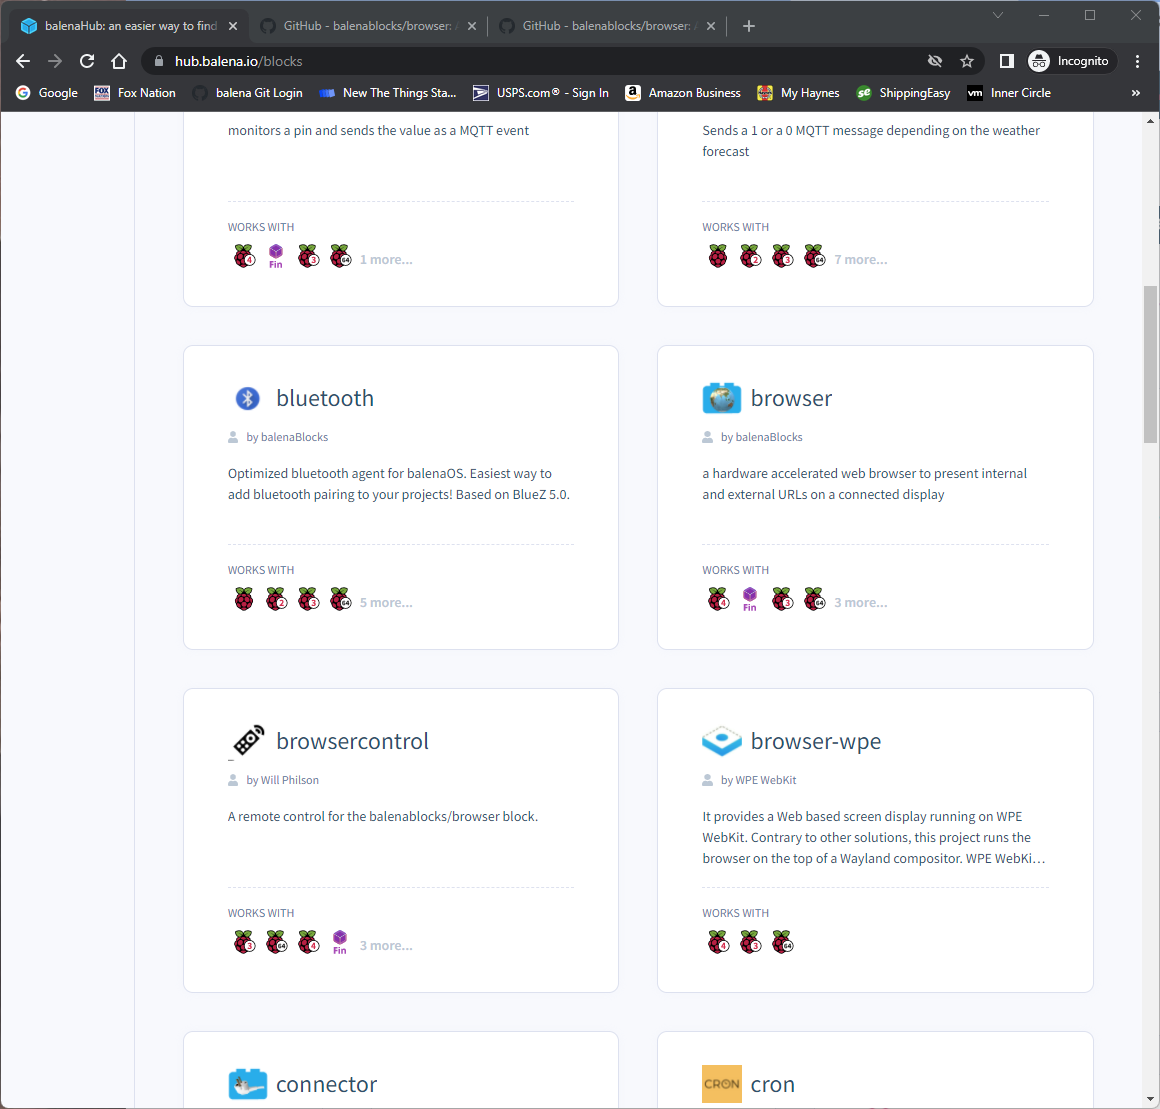 balenaHub: an easier way to find
GitHub - balenablocks/browser: A
GitHub - balenablocks/browser: A
hub.balena.io/blocks
Incognito
Google
Fox Nation
balena Git Login
New The Things Sta...
USPS.com® - Sign In
Amazon Business
My Haynes
ShippingEasy
Inner Circle
monitors a pin and sends the value as a MQTT event
WORKS WITH
4 Fin 3 64 1 more...
Sends a 1 or a 0 MQTT message depending on the weather
forecast
WORKS WITH
2 3 64 7 more...
bluetooth
by balenaBlocks
Optimized bluetooth agent for balenaOS. Easiest way to
add bluetooth pairing to your projects! Based on BlueZ 5.0.
WORKS WITH
2 3 64 5 more...
browser
by balenaBlocks
a hardware accelerated web browser to present internal
and external URLs on a connected display
WORKS WITH
4 Fin 3 64 3 more...
browsercontrol
by Will Philson
A remote control for the balenablocks/browser block.
WORKS WITH
3 64 4 Fin 3 more...
browser-wpe
by WPE WebKit
It provides a Web based screen display running on WPE
WebKit. Contrary to other solutions, this project runs the
browser on the top of a Wayland compositor. WPE WebKi...
WORKS WITH
4 3 64
connector
CRON
cron